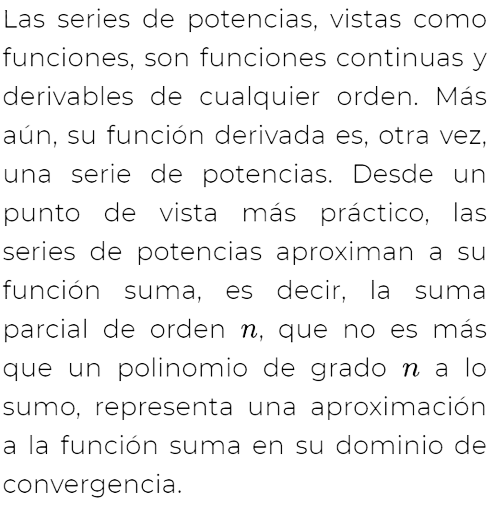 Las series de potencias, vistas como
funciones, son funciones continuas y
derivables de cualquier orden. Más
aún, su función derivada es, otra vez,
una serie de potencias. Desde un
punto de vista más práctico, las
series de potencias aproximan a su
función suma, es decir, la suma
parcial de orden n, que no es más
que un polinomio de grado n a lo
sumo, representa una aproximación
a la función suma en su dominio de
convergencia.